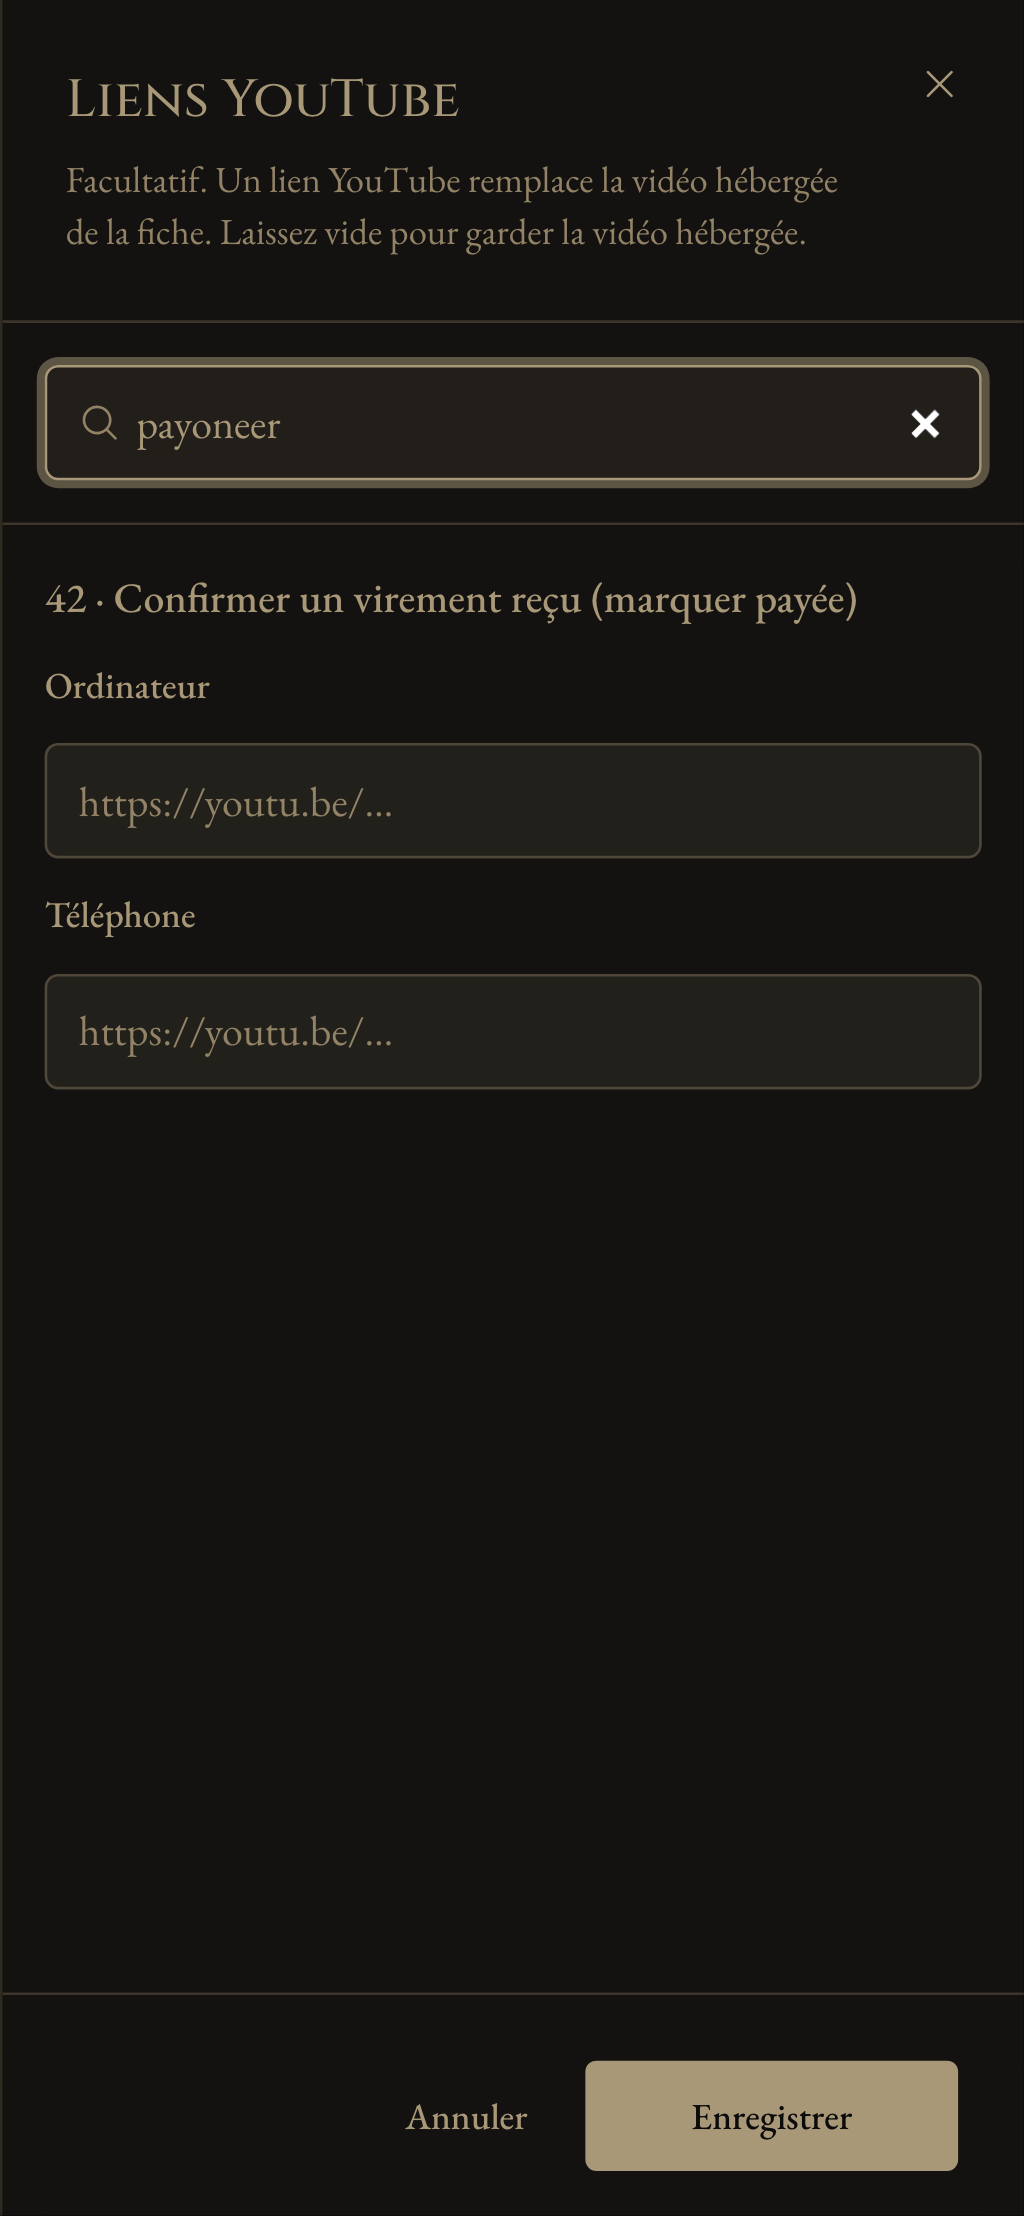 Liens YouTube
Facultatif. Un lien YouTube remplace la vidéo hébergée
de la fiche. Laissez vide pour garder la vidéo hébergée.
payoneer
42 · Confirmer un virement reçu (marquer payée)
Ordinateur
https://youtu.be/...
Téléphone
https://youtu.be/...
Annuler
Enregistrer